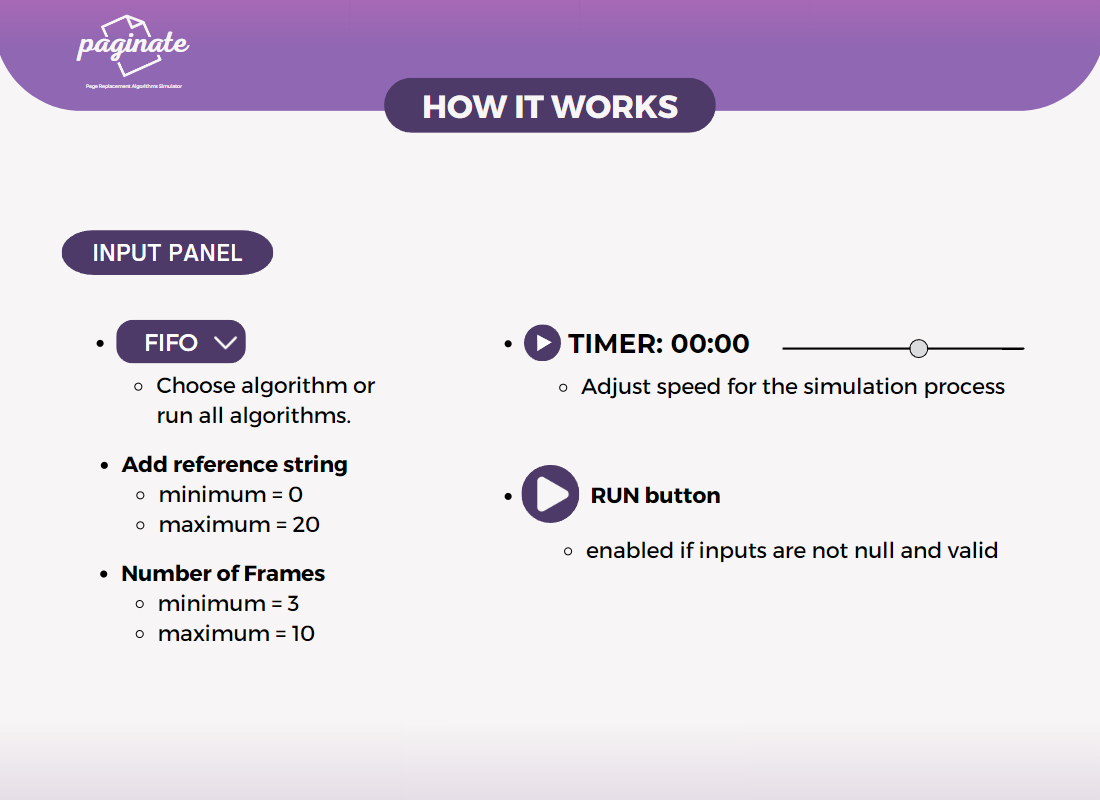 paginate
Page Replacement Algorithms Simulator
HOW IT WORKS
INPUT PANEL
FIFO
Choose algorithm or
run all algorithms.
Add reference string
minimum = 0
maximum = 20
Number of Frames
minimum = 3
maximum = 10
TIMER: 00:00
Adjust speed for the simulation process
RUN button
enabled if inputs are not null and valid